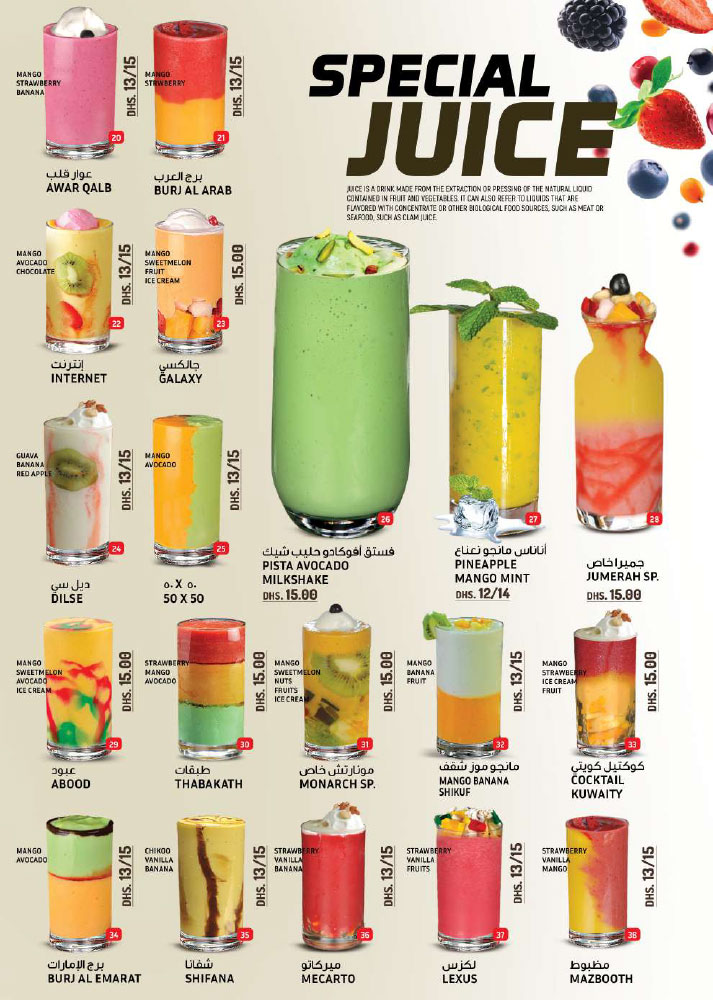 SPECIAL
JUICE
JUICE IS A DRINK MADE FROM THE EXTRACTION OR PRESSING OF THE NATURAL LIQUID
CONTAINED IN FRUIT AND VEGETABLES. IT CAN ALSO REFER TO LIQUIDS THAT ARE
FLAVORED WITH CONCENTRATE OR OTHER BIOLOGICAL FOOD SOURCES, SUCH AS MEAT OR
SEAFOOD, SUCH AS CLAM JUICE.
MANGO
STRAWBERRY
BANANA
DHS. 13/15
20
عوار قلب
AWAR QALB
MANGO
STRAWBERRY
DHS. 13/15
21
برج العرب
BURJ AL ARAB
MANGO
AVOCADO
CHOCOLATE
DHS. 13/15
22
إنترنت
INTERNET
MANGO
SWEETMELON
FRUIT
ICE CREAM
DHS. 15.00
23
جالكسي
GALAXY
GUAVA
BANANA
RED APPLE
DHS. 13/15
24
ديل سي
DILSE
MANGO
AVOCADO
DHS. 13/15
25
٥٠ X ٥٠
50 X 50
26
فستق أفوكادو حليب شيك
PISTA AVOCADO
MILKSHAKE
DHS. 15.00
27
أناناس مانجو نعناع
PINEAPPLE
MANGO MINT
DHS. 12/14
28
جميرا خاص
JUMERAH SP.
DHS. 15.00
MANGO
SWEETMELON
AVOCADO
ICE CREAM
DHS. 15.00
29
عبود
ABOOD
STRAWBERRY
MANGO
AVOCADO
DHS. 15.00
30
طبقات
THABAKATH
MANGO
SWEETMELON
NUTS
FRUITS
ICE CREAM
DHS. 15.00
31
مونارتش خاص
MONARCH SP.
MANGO
BANANA
FRUIT
DHS. 13/15
32
مانجو موز شقف
MANGO BANANA
SHIKUF
MANGO
STRAWBERRY
ICE CREAM
FRUIT
DHS. 15.00
33
كوكتيل كويتي
COCKTAIL
KUWAITY
MANGO
AVOCADO
DHS. 13/15
34
برج الإمارات
BURJ AL EMARAT
CHIKOO
VANILLA
BANANA
DHS. 13/15
35
شفانا
SHIFANA
STRAWBERRY
VANILLA
BANANA
DHS. 13/15
36
ميركاتو
MECARTO
STRAWBERRY
VANILLA
FRUITS
DHS. 13/15
37
لكزس
LEXUS
STRAWBERRY
VANILLA
MANGO
DHS. 13/15
38
مظبوط
MAZBOOTH